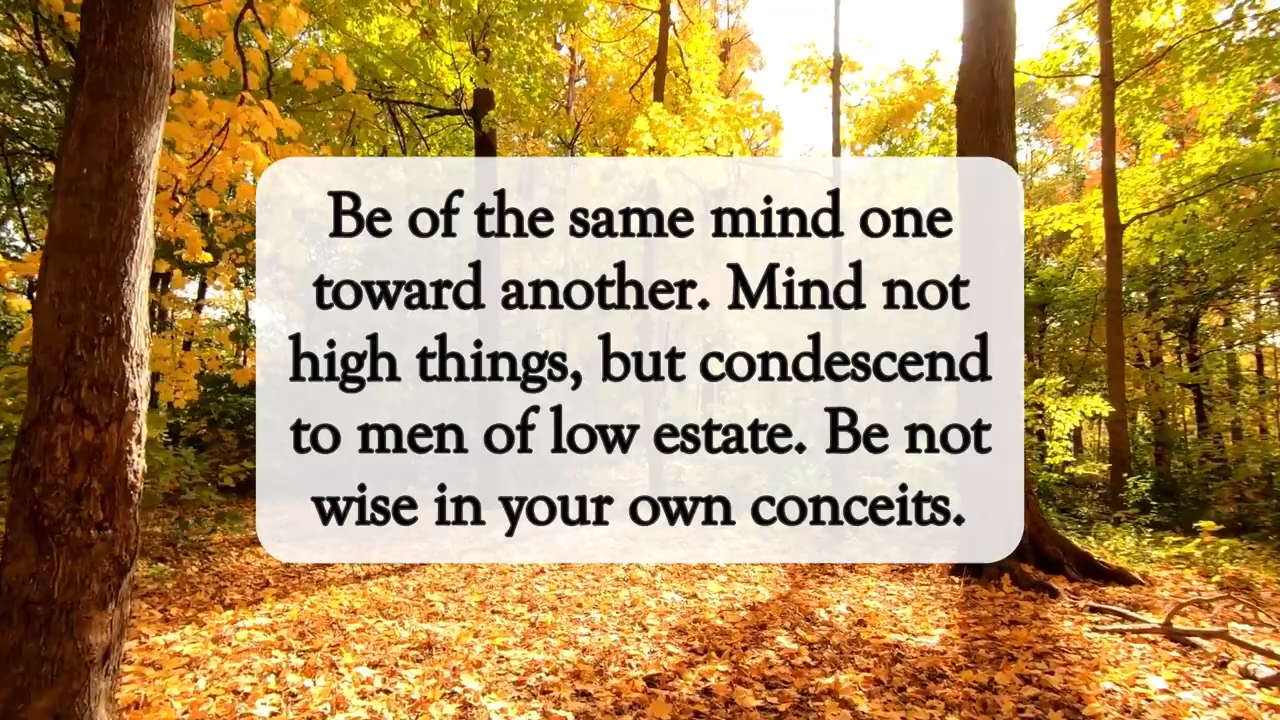 Be of the same mind one
toward another. Mind not
high things, but condescend
to men of low estate. Be not
wise in your own conceits.